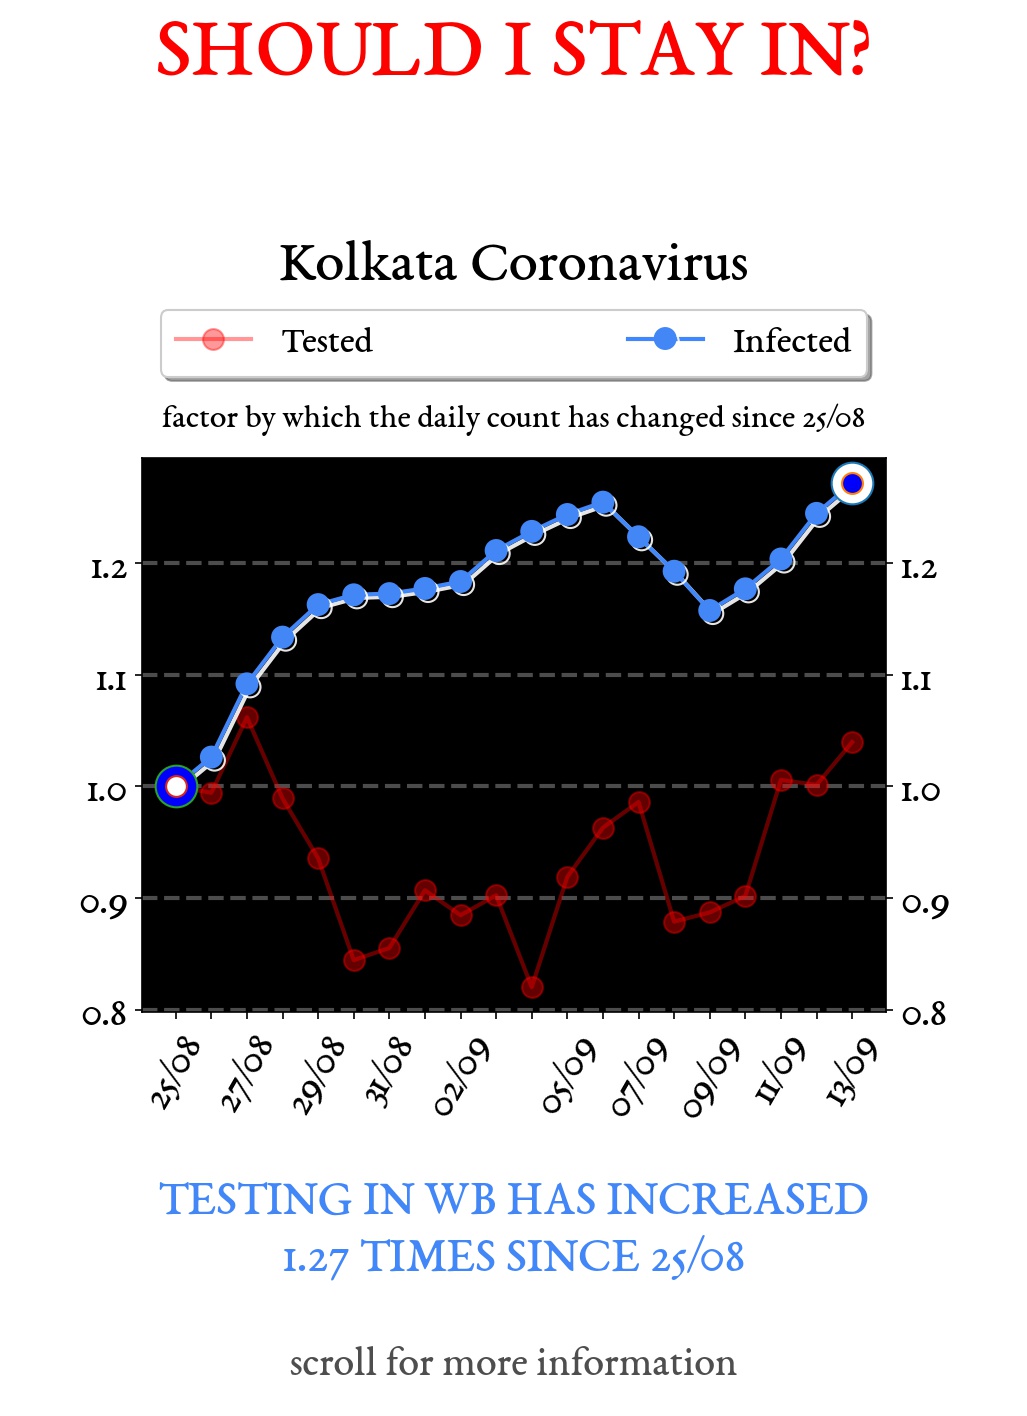 SHOULD I STAY IN?
Kolkata Coronavirus
Tested Infected
factor by which the daily count has changed since 25/08
1.2 1.2
1.1 1.1
1.0 1.0
0.9 0.9
0.8 0.8
25/08 27/08 29/08 31/08 02/09 05/09 07/09 09/09 11/09 13/09
TESTING IN WB HAS INCREASED
1.27 TIMES SINCE 25/08
scroll for more information